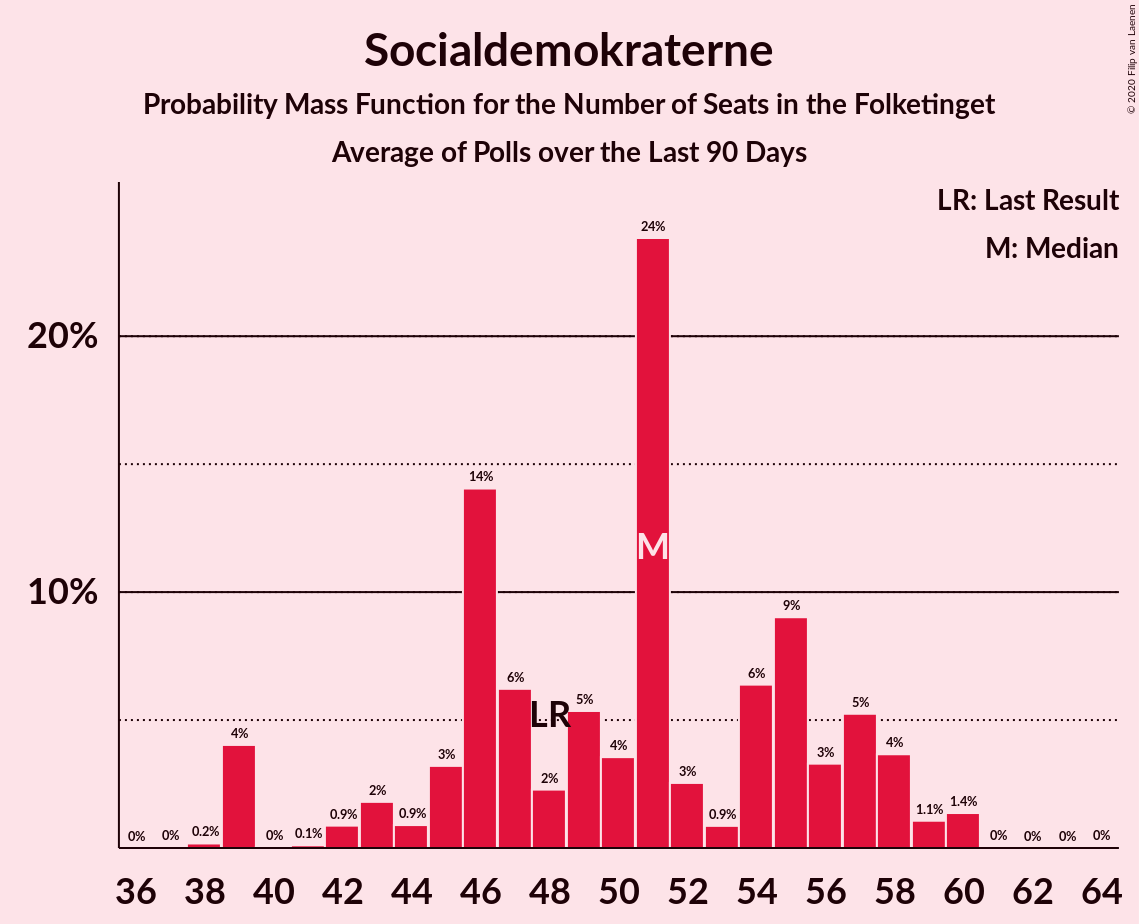 © 2020 Filip van Laenen
Socialdemokraterne
Probability Mass Function for the Number of Seats in the Folketinget
Average of Polls over the Last 90 Days
LR: Last Result
M: Median
20%
10%
0% 0% 0.2% 4% 0% 0.1% 0.9% 2% 0.9% 3% 14% 6% 2% 5% 4% 24% 3% 0.9% 6% 9% 3% 5% 4% 1.1% 1.4% 0% 0% 0% 0%
LR
M
36 38 40 42 44 46 48 50 52 54 56 58 60 62 64